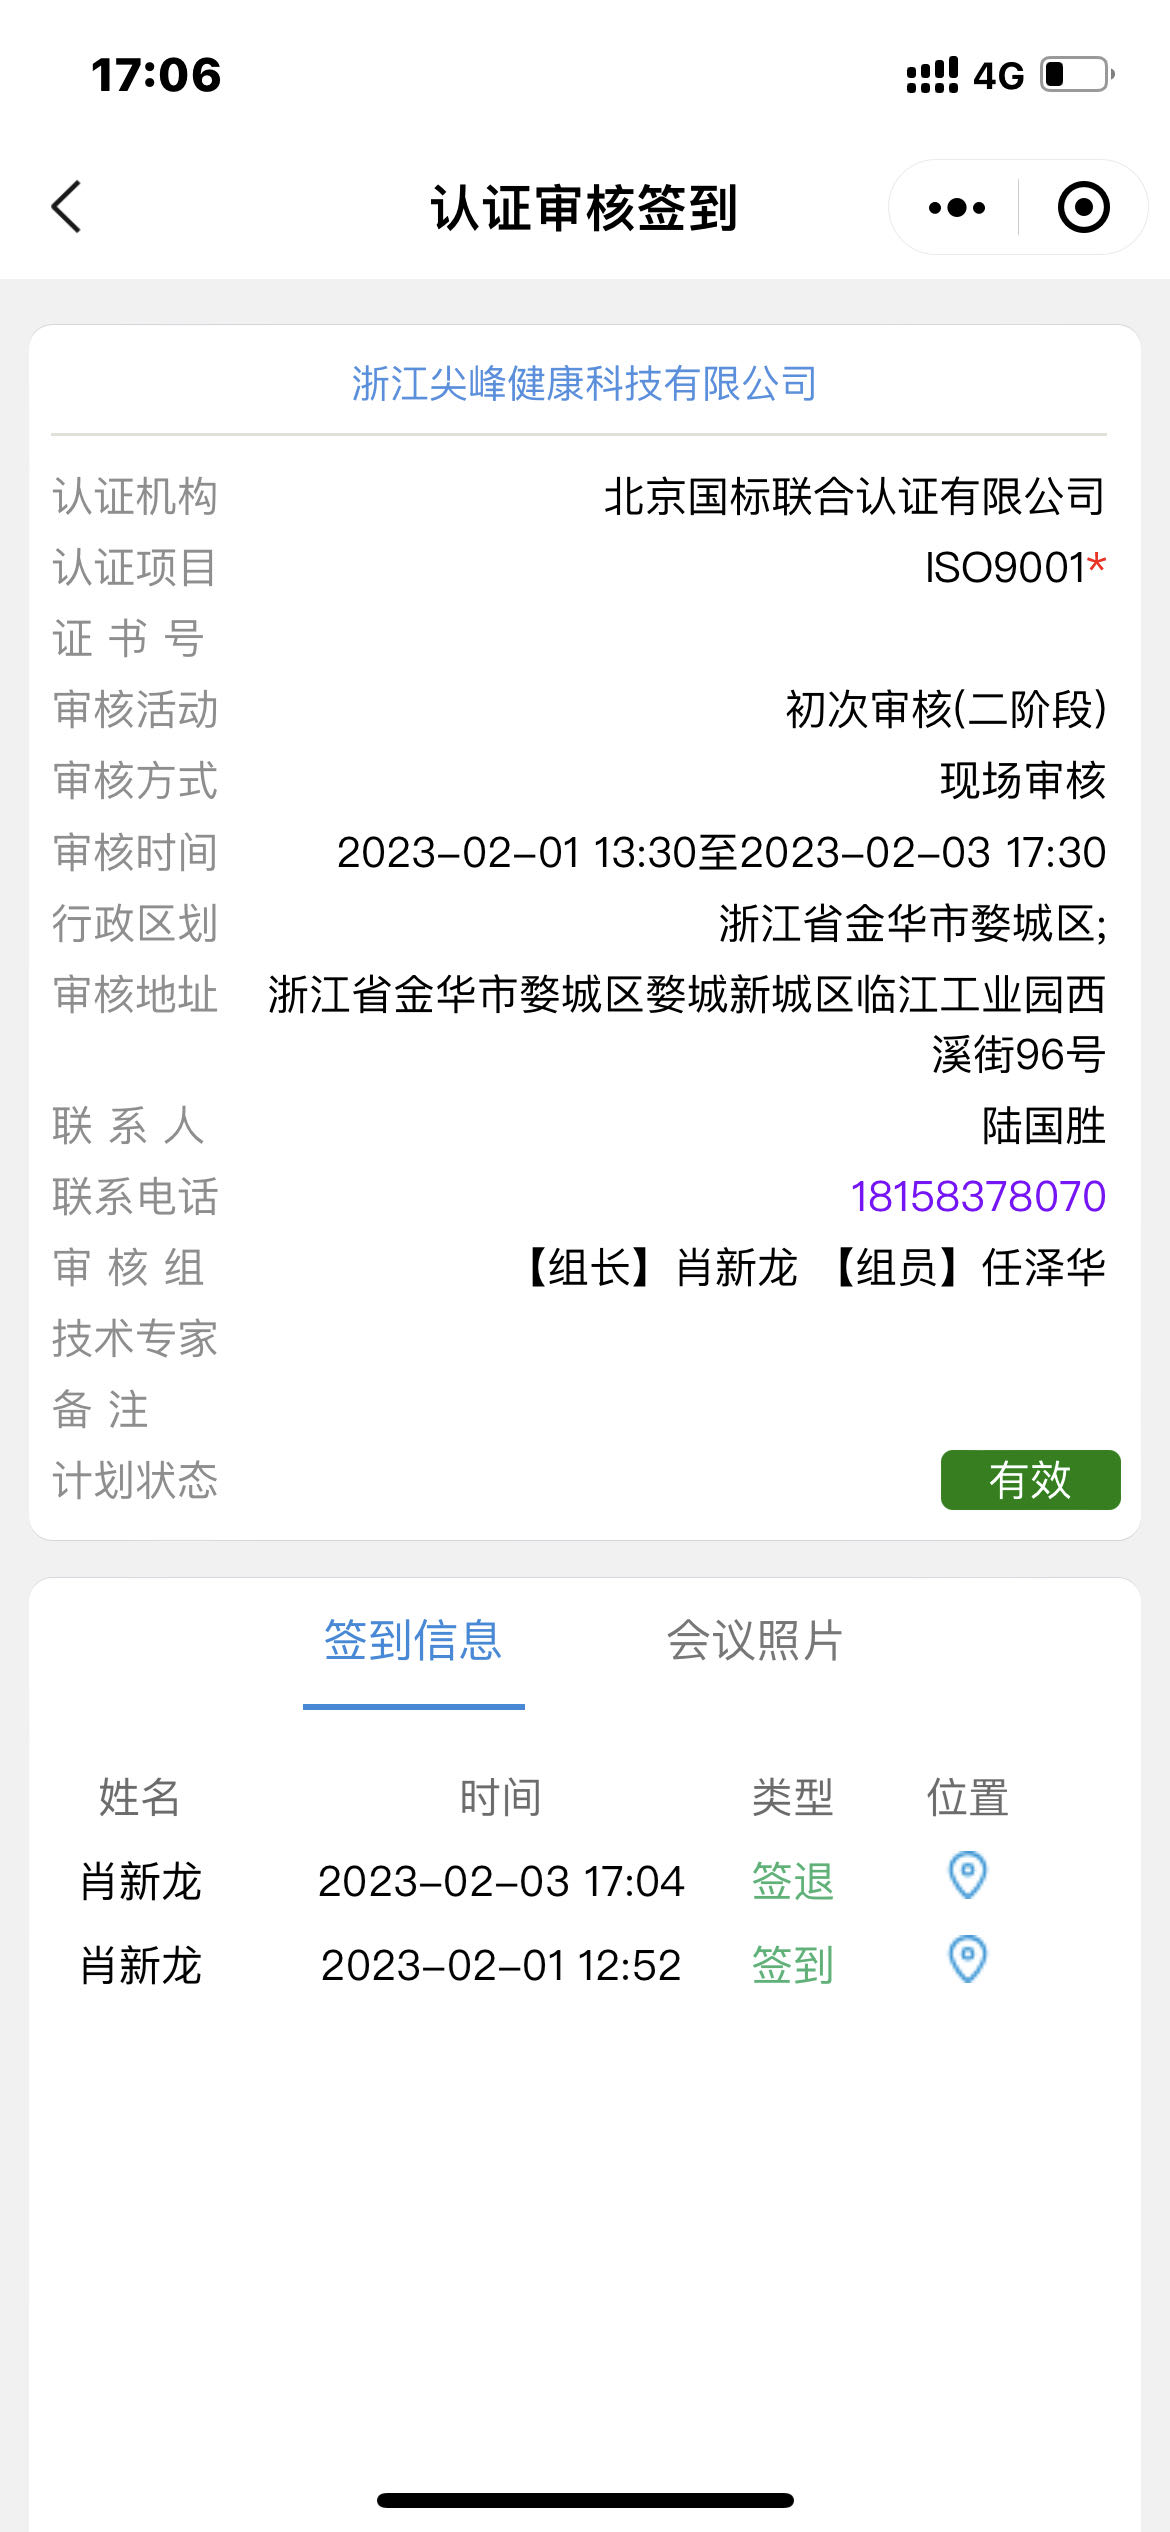 17:06
4G
认证审核签到
浙江尖峰健康科技有限公司
认证机构 北京国标联合认证有限公司
认证项目 ISO9001*
证 书 号
审核活动 初次审核(二阶段)
审核方式 现场审核
审核时间 2023-02-01 13:30至2023-02-03 17:30
行政区划 浙江省金华市婺城区;
审核地址 浙江省金华市婺城区婺城新城区临江工业园西
溪街96号
联 系 人 陆国胜
联系电话 18158378070
审 核 组 【组长】肖新龙 【组员】任泽华
技术专家
备 注
计划状态 有效
签到信息 会议照片
姓名 时间 类型 位置
肖新龙 2023-02-03 17:04 签退
肖新龙 2023-02-01 12:52 签到